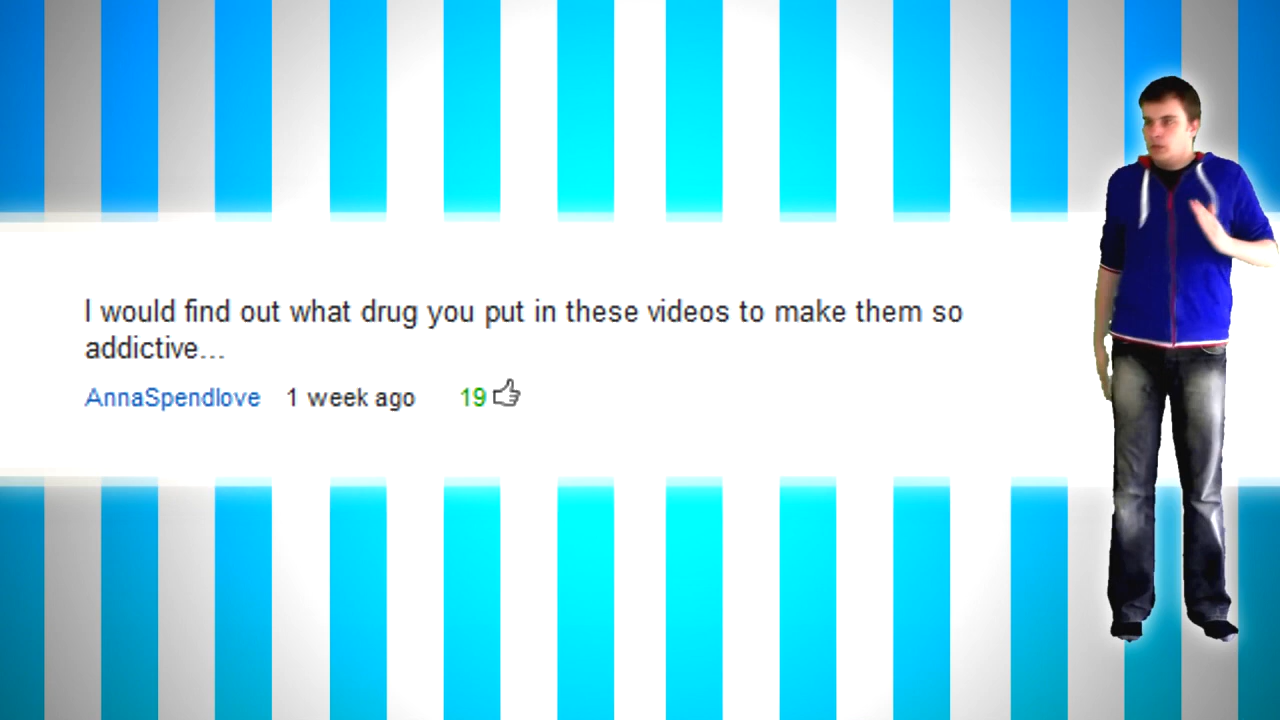 I would find out what drug you put in these videos to make them so
addictive...
AnnaSpendlove 1 week ago 19